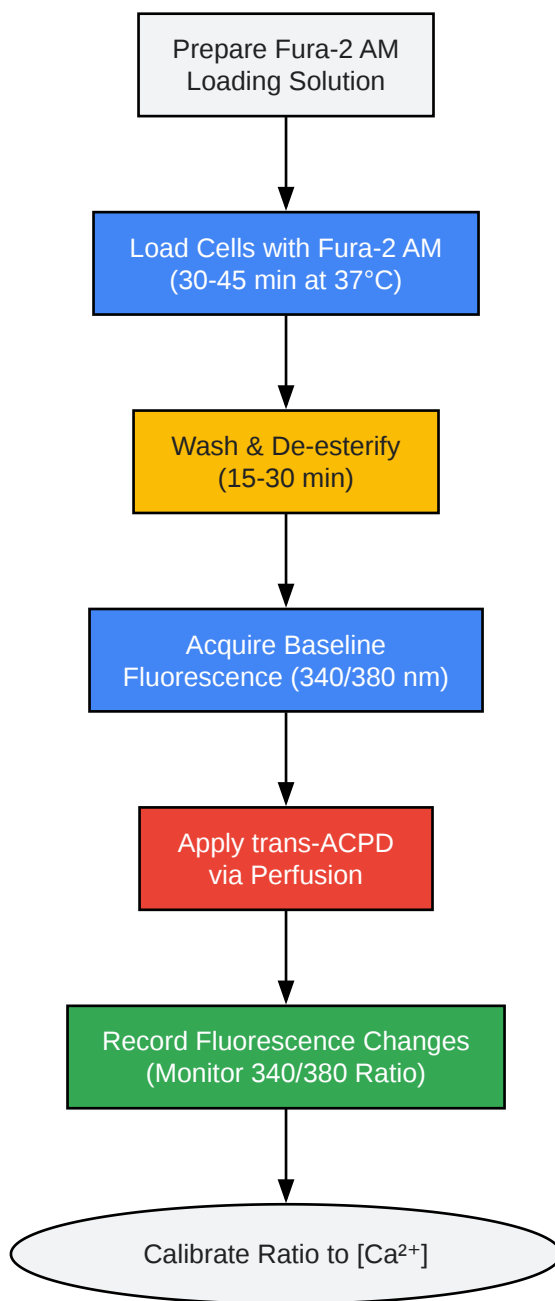 Prepare Fura-2 AM
Loading Solution
Load Cells with Fura-2 AM
(30-45 min at 37°C)
Wash & De-esterify
(15-30 min)
Acquire Baseline
Fluorescence (340/380 nm)
Apply trans-ACPD
via Perfusion
Record Fluorescence Changes
(Monitor 340/380 Ratio)
Calibrate Ratio to [Ca²⁺]